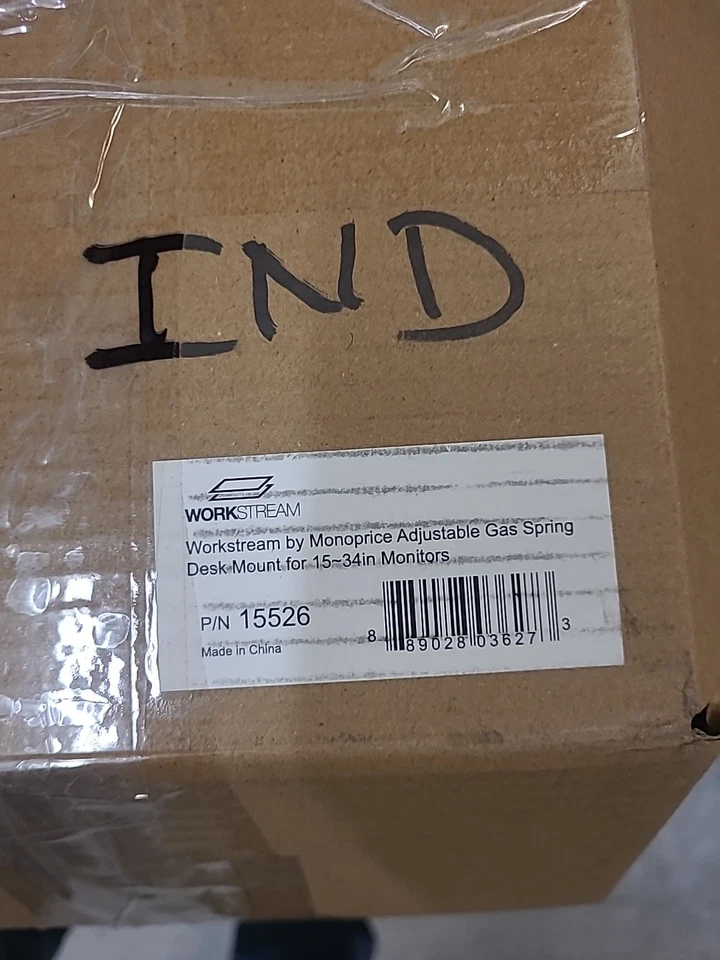 IND
WORKSTREAM
Workstream by Monoprice Adjustable Gas Spring
Desk Mount for 15~34in Monitors
P/N 15526
Made in China
8 89028 03627 3